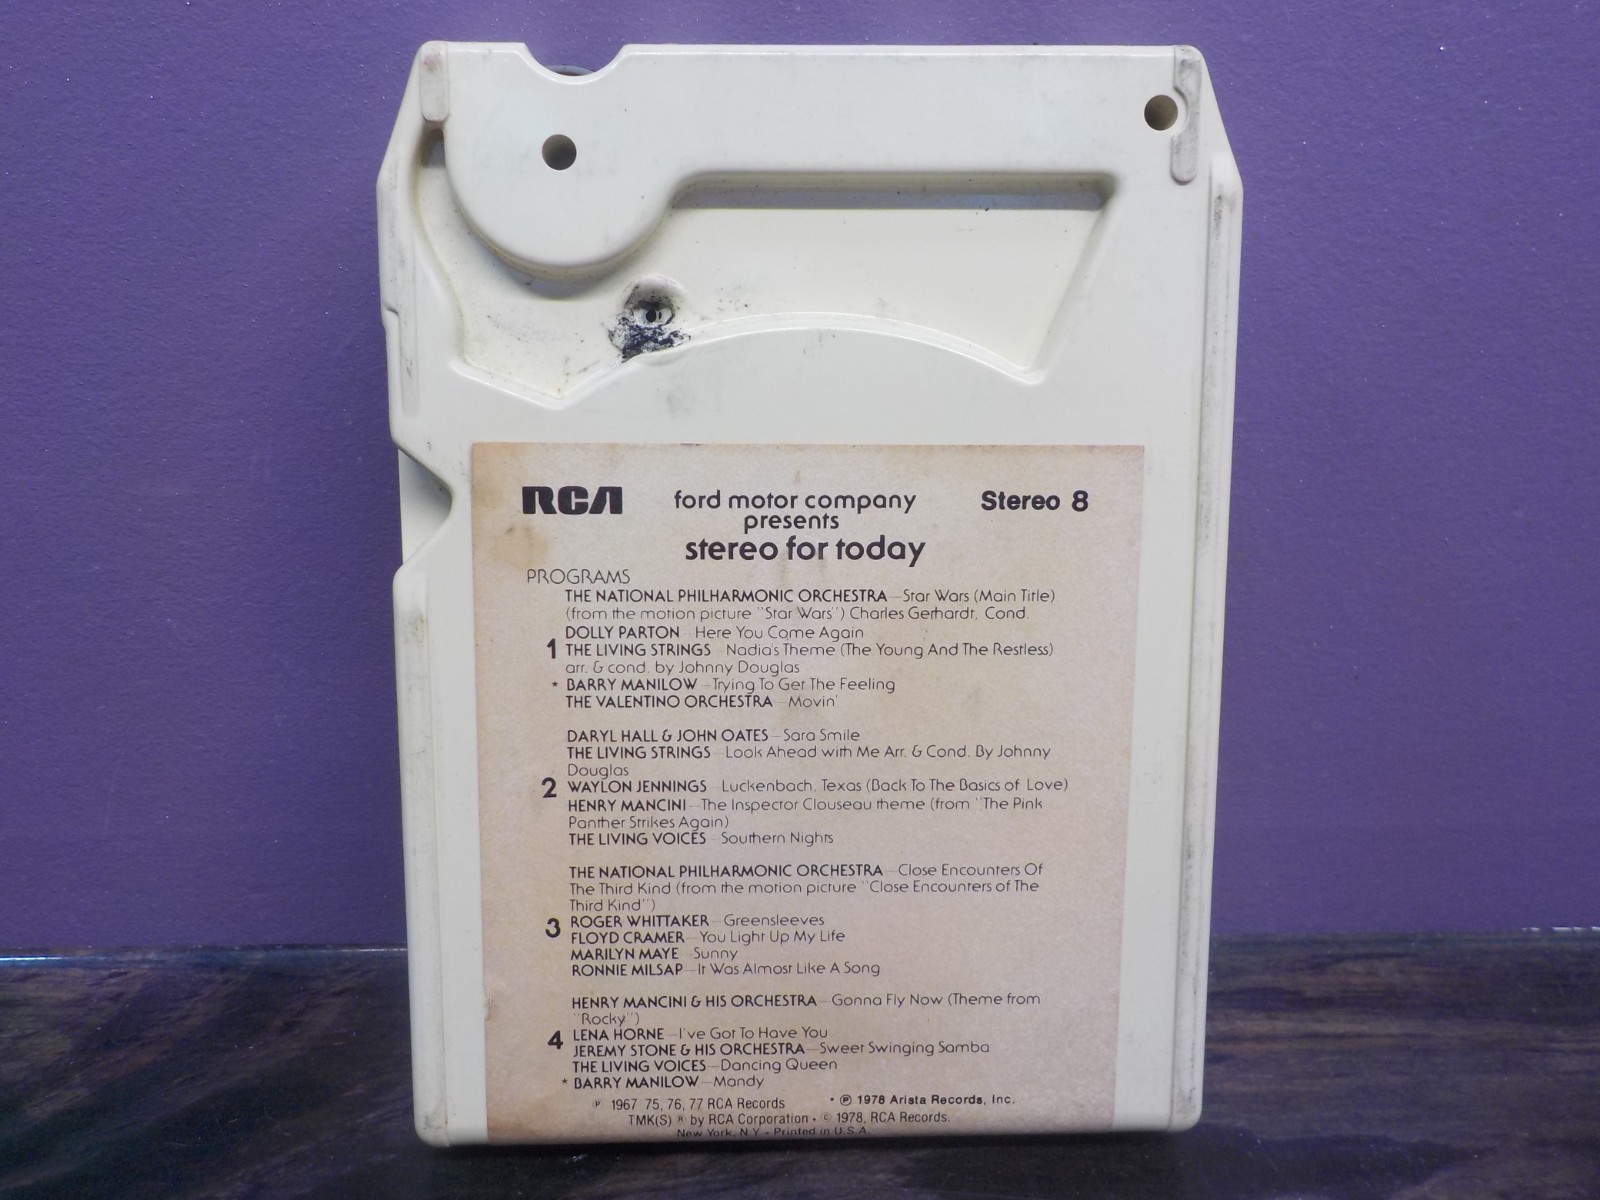 RCA
ford motor company
Stereo 8
presents
stereo for today
PROGRAMS
THE NATIONAL PHILHARMONIC ORCHESTRA—Star Wars (Main Title)
(from the motion picture "Star Wars") Charles Gerhardt, Cond.
DOLLY PARTON—Here You Come Again
1 THE LIVING STRINGS—Nadia's Theme (The Young And The Restless)
arr. & cond. by Johnny Douglas
* BARRY MANILOW—Trying To Get The Feeling
THE VALENTINO ORCHESTRA—Movin'
DARYL HALL & JOHN OATES—Sara Smile
THE LIVING STRINGS—Look Ahead with Me Arr. & Cond. By Johnny
Douglas
2 WAYLON JENNINGS—Luckenbach, Texas (Back To The Basics of Love)
HENRY MANCINI—The Inspector Clouseau theme (from "The Pink
Panther Strikes Again)
THE LIVING VOICES—Southern Nights
THE NATIONAL PHILHARMONIC ORCHESTRA—Close Encounters Of
The Third Kind (from the motion picture "Close Encounters of The
Third Kind")
3 ROGER WHITTAKER—Greensleeves
FLOYD CRAMER—You Light Up My Life
MARILYN MAYE—Sunny
RONNIE MILSAP—It Was Almost Like A Song
HENRY MANCINI & HIS ORCHESTRA—Gonna Fly Now (Theme from
"Rocky")
4 LENA HORNE—I've Got To Have You
JEREMY STONE & HIS ORCHESTRA—Sweet Swinging Samba
THE LIVING VOICES—Dancing Queen
* BARRY MANILOW—Mandy
℗ 1967 75, 76, 77 RCA Records * ℗ 1978 Arista Records, Inc.
TMK(S) ® by RCA Corporation • © 1978, RCA Records.
New York, N.Y. - Printed in U.S.A.